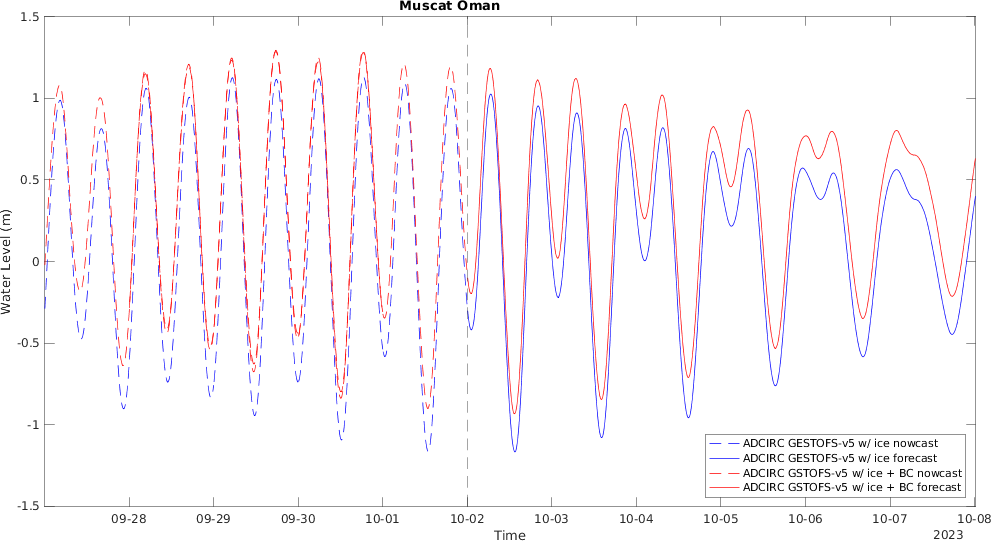 Muscat Oman
1.5
1
0.5
0
-0.5
-1
-1.5
Water Level (m)
ADCIRC GESTOFS-v5 w/ ice nowcast
ADCIRC GESTOFS-v5 w/ ice forecast
ADCIRC GSTOFS-v5 w/ ice + BC nowcast
ADCIRC GSTOFS-v5 w/ ice + BC forecast
09-28 09-29 09-30 10-01 10-02 10-03 10-04 10-05 10-06 10-07 10-08
Time
2023